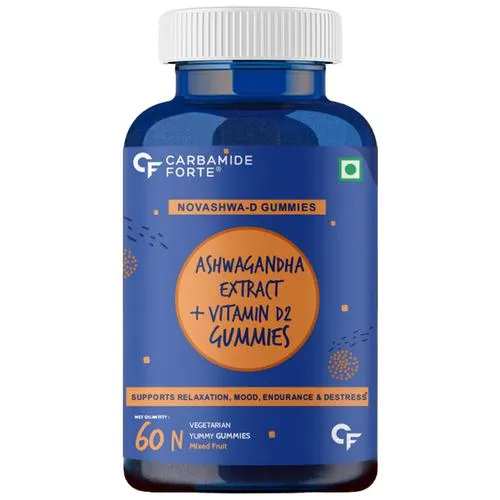 CF CARBAMIDE
FORTE®
NOVASHWA-D GUMMIES
ASHWAGANDHA
EXTRACT
+ VITAMIN D2
GUMMIES
SUPPORTS RELAXATION, MOOD, ENDURANCE & DESTRESS*
NET QUANTITY:
60 N
VEGETARIAN
YUMMY GUMMIES
Mixed Fruit
CF